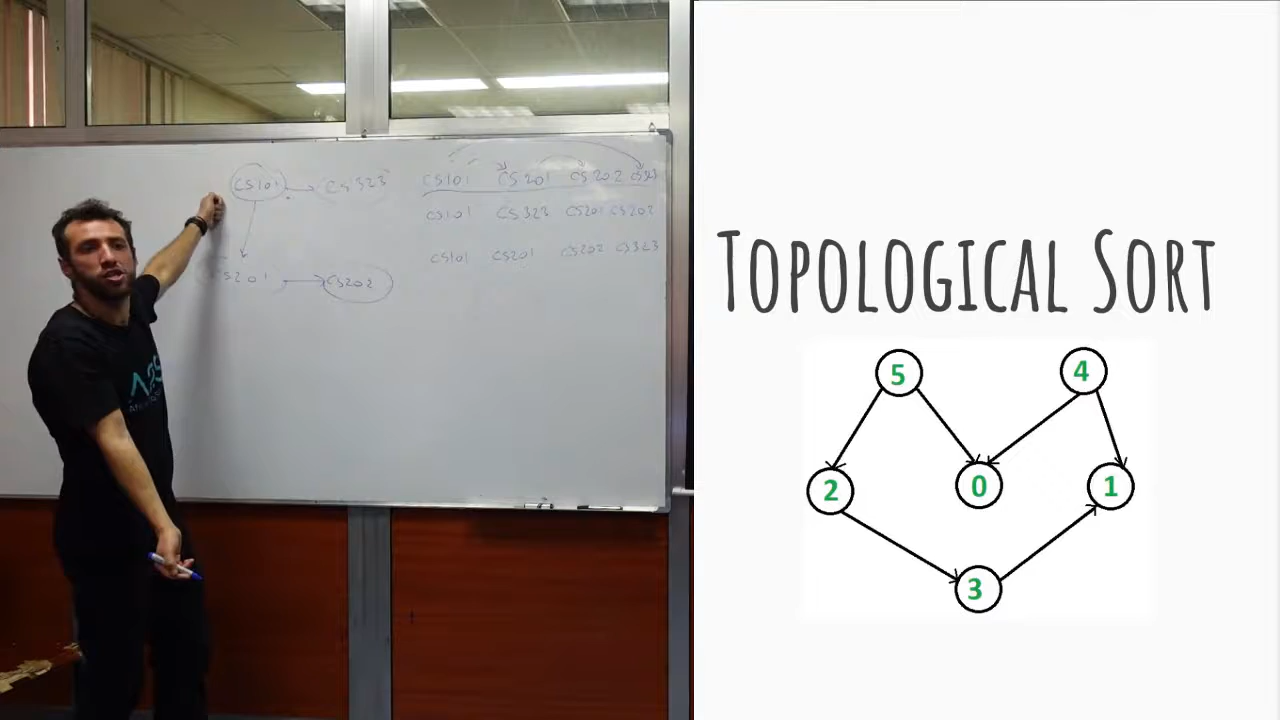 CS101 CS323
CS201 CS202
CS101 CS201 CS202 CS323
CS101 CS323 CS201 CS202
CS101 CS201 CS202 CS323
TOPOLOGICAL SORT
5 4
2 0 1
3